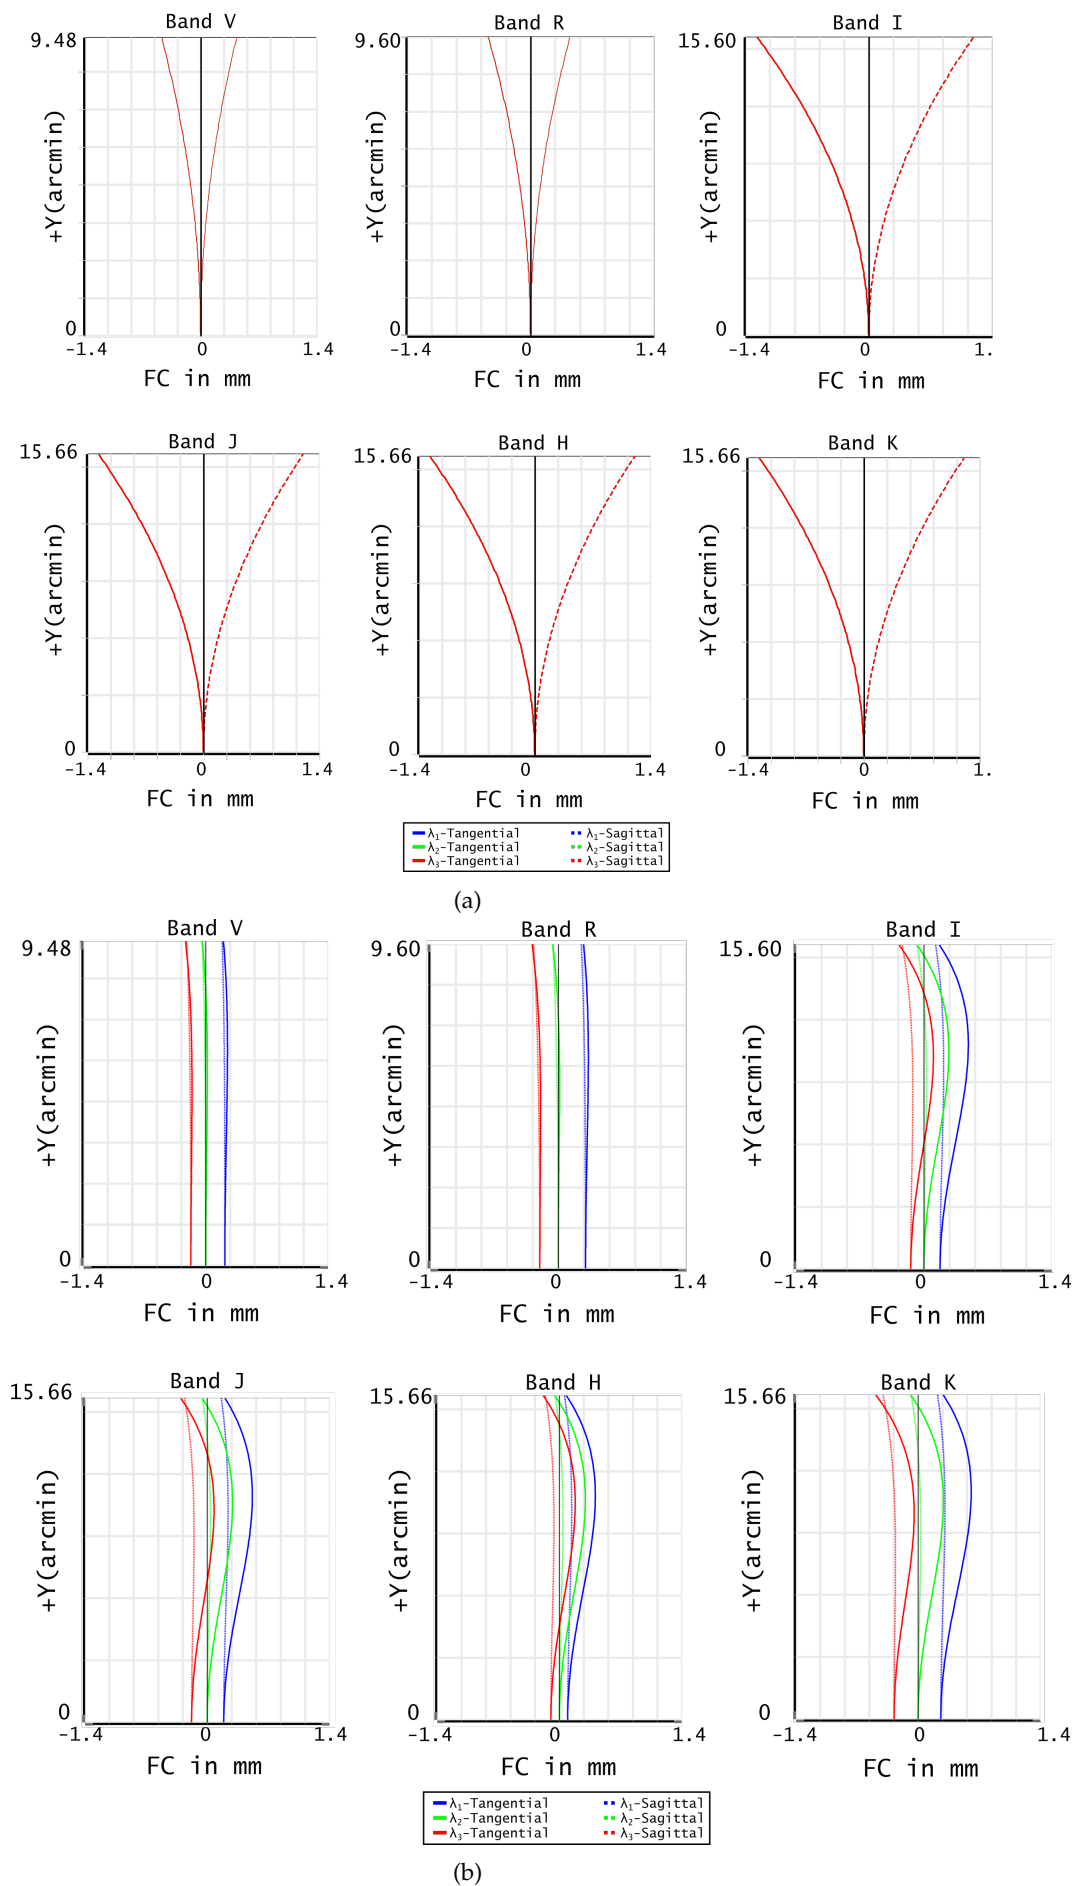 Band V
9.48
+Y(arcmin)
0
-1.4 0 1.4
FC in mm
Band R
9.60
+Y(arcmin)
0
-1.4 0 1.4
FC in mm
Band I
15.60
+Y(arcmin)
0
-1.4 0 1.
FC in mm
Band J
15.66
+Y(arcmin)
0
-1.4 0 1.4
FC in mm
Band H
15.66
+Y(arcmin)
0
-1.4 0 1.4
FC in mm
Band K
15.66
+Y(arcmin)
0
-1.4 0 1.
FC in mm
λ1-Tangential λ1-Sagittal
λ2-Tangential λ2-Sagittal
λ3-Tangential λ3-Sagittal
(a)
Band V
9.48
+Y(arcmin)
0
-1.4 0 1.4
FC in mm
Band R
9.60
+Y(arcmin)
0
-1.4 0 1.4
FC in mm
Band I
15.60
+Y(arcmin)
0
-1.4 0 1.4
FC in mm
Band J
15.66
+Y(arcmin)
0
-1.4 0 1.4
FC in mm
Band H
15.66
+Y(arcmin)
0
-1.4 0 1.4
FC in mm
Band K
15.66
+Y(arcmin)
0
-1.4 0 1.4
FC in mm
λ1-Tangential λ1-Sagittal
λ2-Tangential λ2-Sagittal
λ3-Tangential λ3-Sagittal
(b)